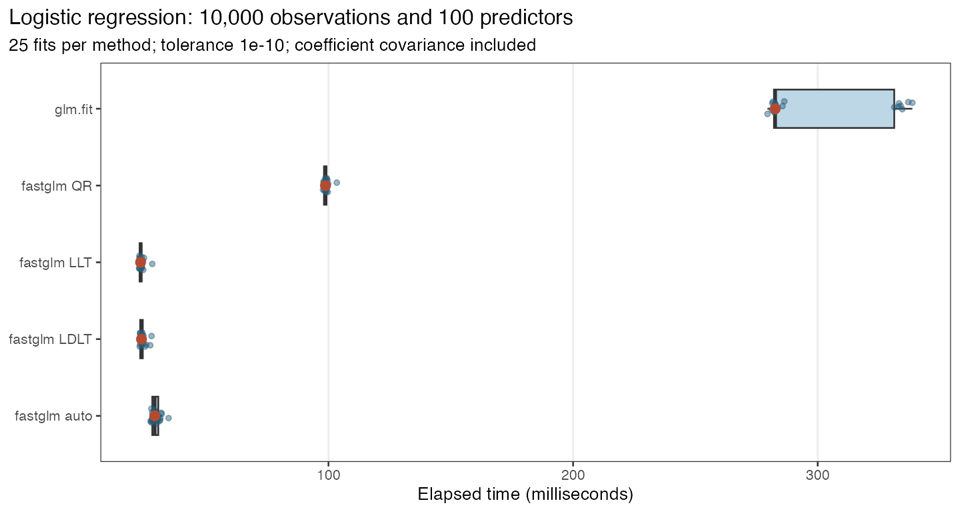 Logistic regression: 10,000 observations and 100 predictors
25 fits per method; tolerance 1e-10; coefficient covariance included
glm.fit
fastglm QR
fastglm LLT
fastglm LDLT
fastglm auto
100
200
300
Elapsed time (milliseconds)